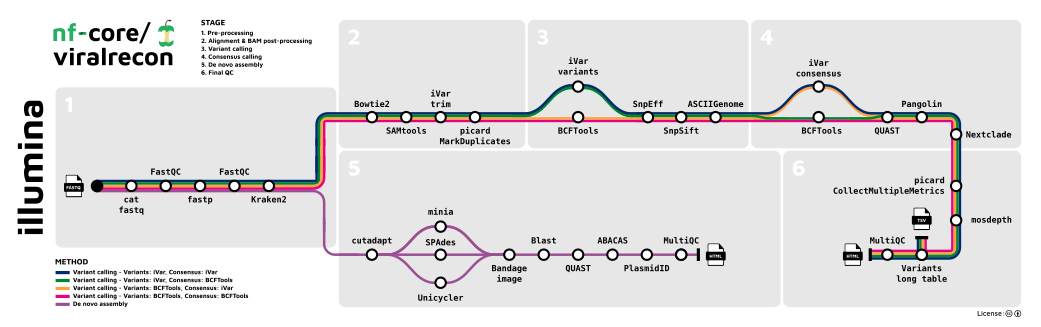 nf-core/
viralrecon
STAGE
1. Pre-processing
2. Alignment & BAM post-processing
3. Variant calling
4. Consensus calling
5. De novo assembly
6. Final QC
illumina
1
FASTQ
cat
fastq
FastQC
fastp
FastQC
Kraken2
2
Bowtie2
SAMtools
iVar
trim
picard
MarkDuplicates
3
iVar
variants
BCFTools
SnpEff
SnpSift
ASCIIGenome
4
iVar
consensus
BCFTools
QUAST
Pangolin
Nextclade
5
cutadapt
minia
SPAdes
Unicycler
Bandage
image
Blast
QUAST
ABACAS
PlasmidID
MultiQC
HTML
6
picard
CollectMultipleMetrics
mosdepth
TSV
Variants
long table
MultiQC
HTML
METHOD
Variant calling - Variants: iVar, Consensus: iVar
Variant calling - Variants: iVar, Consensus: BCFTools
Variant calling - Variants: BCFTools, Consensus: iVar
Variant calling - Variants: BCFTools, Consensus: BCFTools
De novo assembly
License: